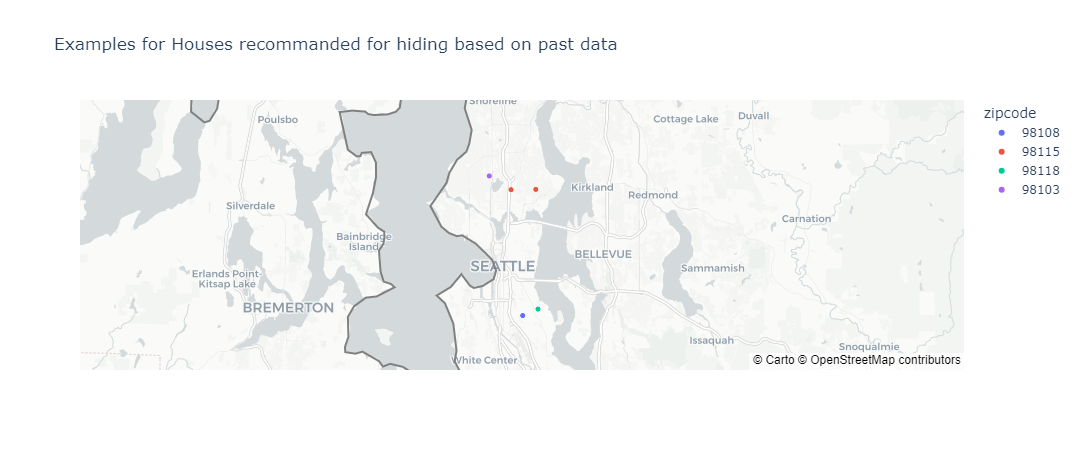 Examples for Houses recommanded for hiding based on past data
zipcode
98108
98115
98118
98103
Shoreline
Poulsbo
Cottage Lake
Duvall
Kirkland
Redmond
Silverdale
Carnation
Bainbridge
Island
BELLEVUE
SEATTLE
Sammamish
Erlands Point-
Kitsap Lake
BREMERTON
Issaquah
Snoqualmie
White Center
© Carto © OpenStreetMap contributors